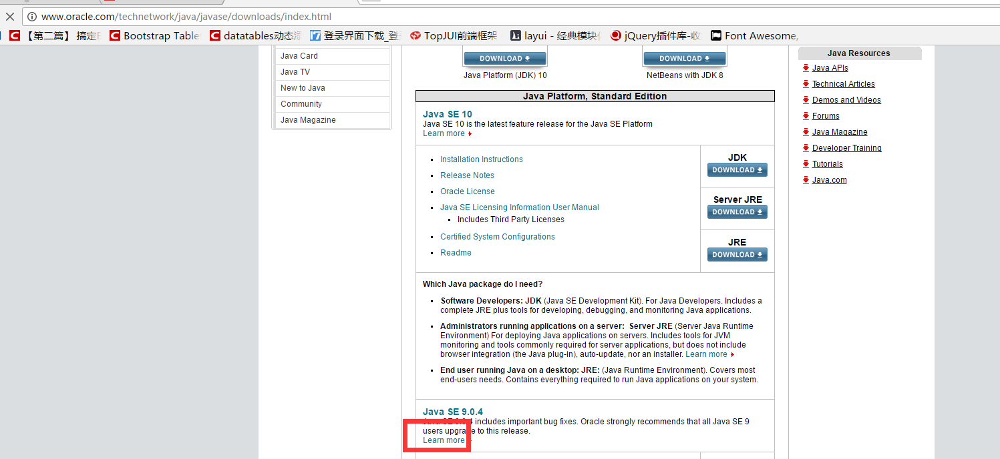 www.oracle.com/technetwork/java/javase/downloads/index.html
【第二篇】 搞定
Bootstrap Table
datatables动态
登录界面下载_登
TopJUI前端框架
layui - 经典模块
jQuery插件库-收
Font Awesome,
Java Card
Java TV
New to Java
Community
Java Magazine
DOWNLOAD
Java Platform (JDK) 10
DOWNLOAD
NetBeans with JDK 8
Java Platform, Standard Edition
Java SE 10
Java SE 10 is the latest feature release for the Java SE Platform
Learn more
Installation Instructions
Release Notes
Oracle License
Java SE Licensing Information User Manual
Includes Third Party Licenses
Certified System Configurations
Readme
JDK
DOWNLOAD
Server JRE
DOWNLOAD
JRE
DOWNLOAD
Which Java package do I need?
Software Developers: JDK (Java SE Development Kit). For Java Developers. Includes a
complete JRE plus tools for developing, debugging, and monitoring Java applications.
Administrators running applications on a server: Server JRE (Server Java Runtime
Environment) For deploying Java applications on servers. Includes tools for JVM
monitoring and tools commonly required for server applications, but does not include
browser integration (the Java plug-in), auto-update, nor an installer. Learn more
End user running Java on a desktop: JRE: (Java Runtime Environment). Covers most
end-users needs. Contains everything required to run Java applications on your system.
Java SE 9.0.4
Java SE 9.0.4 includes important bug fixes. Oracle strongly recommends that all Java SE 9
users upgrade to this release.
Learn more
Java Resources
Java APIs
Technical Articles
Demos and Videos
Forums
Java Magazine
Developer Training
Tutorials
Java.com